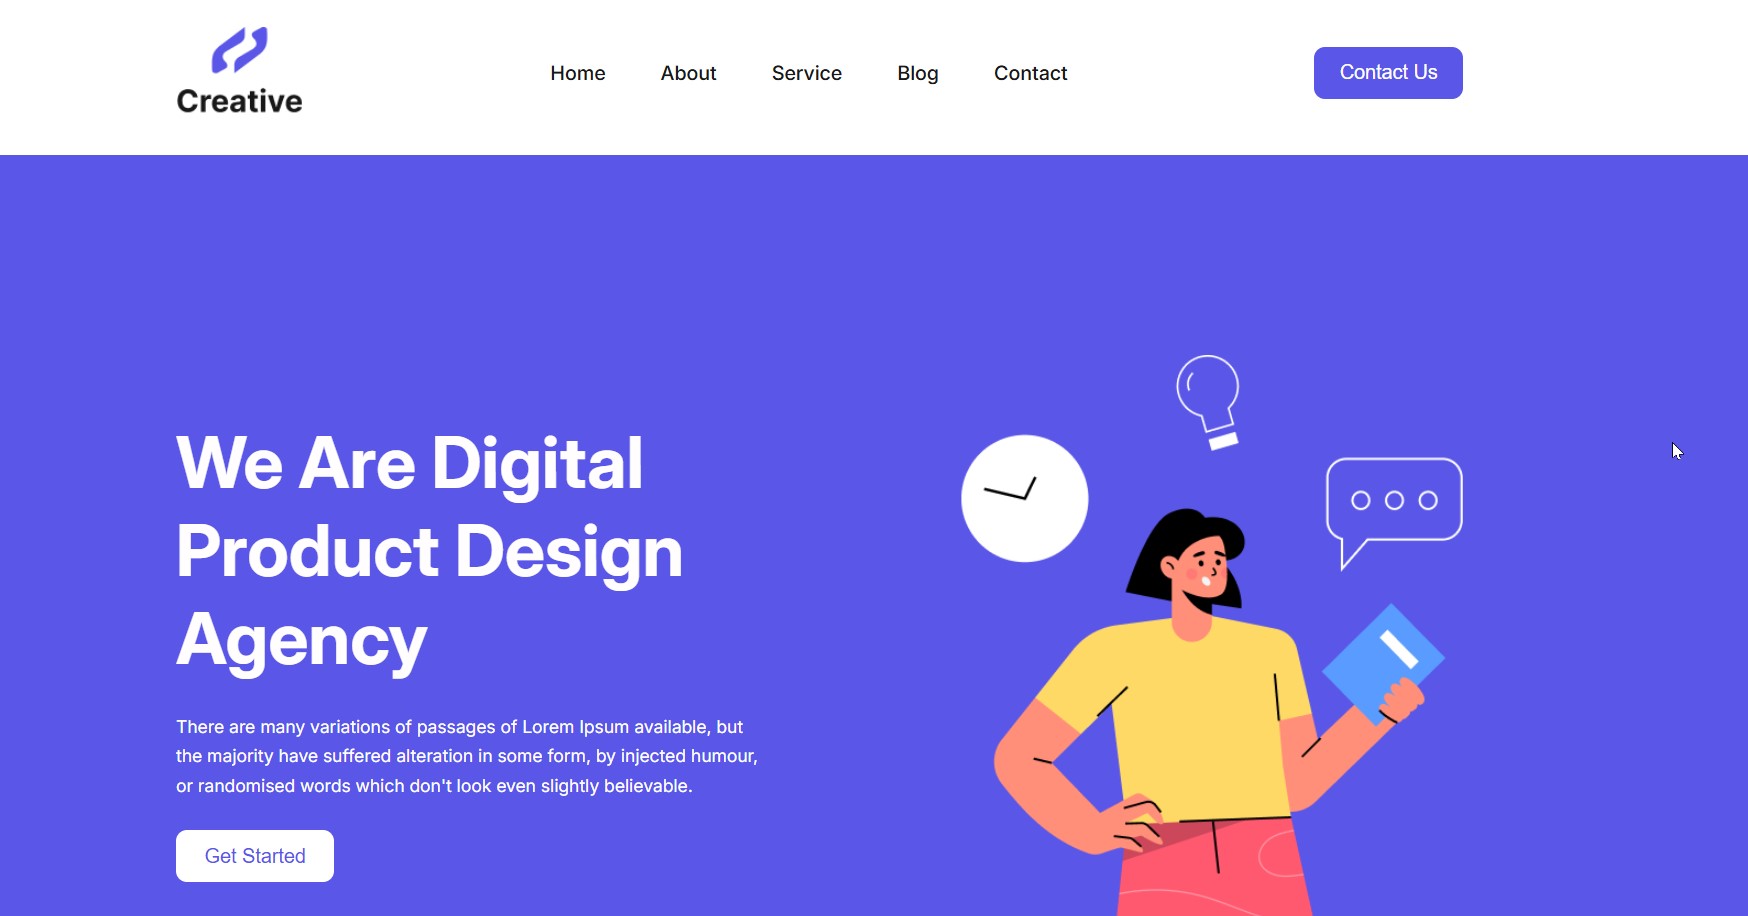 Creative
Home
About
Service
Blog
Contact
Contact Us
We Are Digital
Product Design
Agency
There are many variations of passages of Lorem Ipsum available, but
the majority have suffered alteration in some form, by injected humour,
or randomised words which don't look even slightly believable.
Get Started